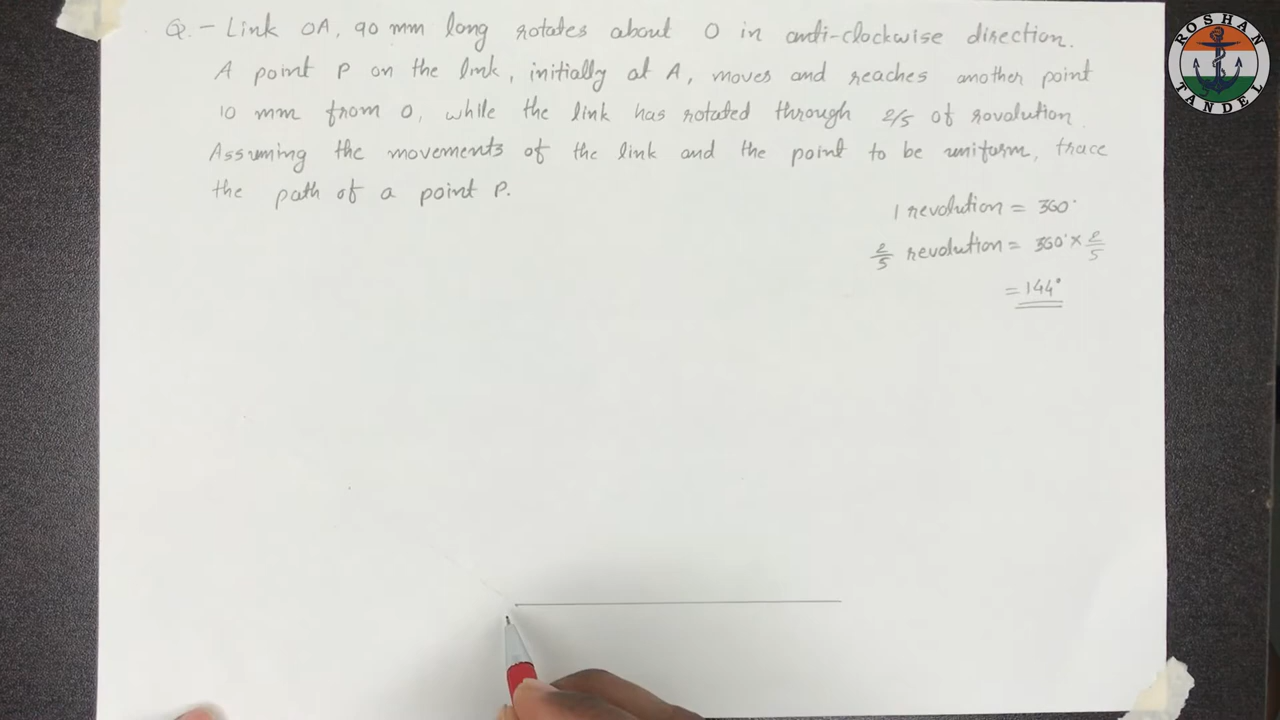 Q. - Link OA, 90 mm long rotates about O in anti-clockwise direction.
A point P on the link, initially at A, moves and reaches another point
10 mm from O, while the link has rotated through 2/5 of rovolution.
Assuming the movements of the link and the point to be uniform, trace
the path of a point P.
1 revolution = 360°
2/5 revolution = 360° × 2/5
= 144°
ROSHAN
TANDEL